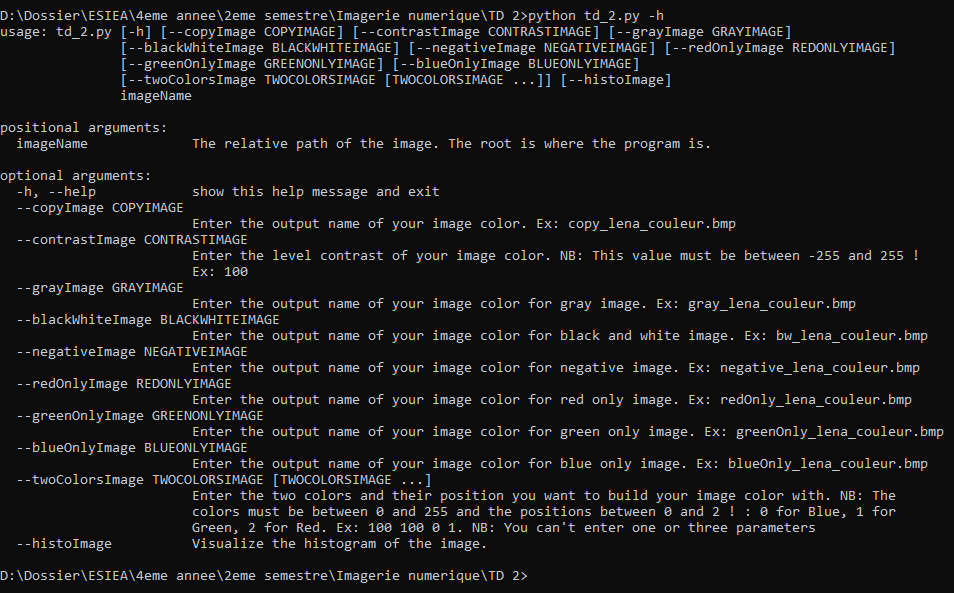 D:\Dossier\ESIEA\4eme annee\2eme semestre\Imagerie numerique\TD 2>python td_2.py -h
usage: td_2.py [-h] [--copyImage COPYIMAGE] [--contrastImage CONTRASTIMAGE] [--grayImage GRAYIMAGE]
[--blackWhiteImage BLACKWHITEIMAGE] [--negativeImage NEGATIVEIMAGE] [--redOnlyImage REDONLYIMAGE]
[--greenOnlyImage GREENONLYIMAGE] [--blueOnlyImage BLUEONLYIMAGE]
[--twoColorsImage TWOCOLORSIMAGE [TWOCOLORSIMAGE ...]] [--histoImage]
imageName
positional arguments:
imageName The relative path of the image. The root is where the program is.
optional arguments:
-h, --help show this help message and exit
--copyImage COPYIMAGE
Enter the output name of your image color. Ex: copy_lena_couleur.bmp
--contrastImage CONTRASTIMAGE
Enter the level contrast of your image color. NB: This value must be between -255 and 255 !
Ex: 100
--grayImage GRAYIMAGE
Enter the output name of your image color for gray image. Ex: gray_lena_couleur.bmp
--blackWhiteImage BLACKWHITEIMAGE
Enter the output name of your image color for black and white image. Ex: bw_lena_couleur.bmp
--negativeImage NEGATIVEIMAGE
Enter the output name of your image color for negative image. Ex: negative_lena_couleur.bmp
--redOnlyImage REDONLYIMAGE
Enter the output name of your image color for red only image. Ex: redOnly_lena_couleur.bmp
--greenOnlyImage GREENONLYIMAGE
Enter the output name of your image color for green only image. Ex: greenOnly_lena_couleur.bmp
--blueOnlyImage BLUEONLYIMAGE
Enter the output name of your image color for blue only image. Ex: blueOnly_lena_couleur.bmp
--twoColorsImage TWOCOLORSIMAGE [TWOCOLORSIMAGE ...]
Enter the two colors and their position you want to build your image color with. NB: The
colors must be between 0 and 255 and the positions between 0 and 2 ! : 0 for Blue, 1 for
Green, 2 for Red. Ex: 100 100 0 1. NB: You can't enter one or three parameters
--histoImage Visualize the histogram of the image.
D:\Dossier\ESIEA\4eme annee\2eme semestre\Imagerie numerique\TD 2>